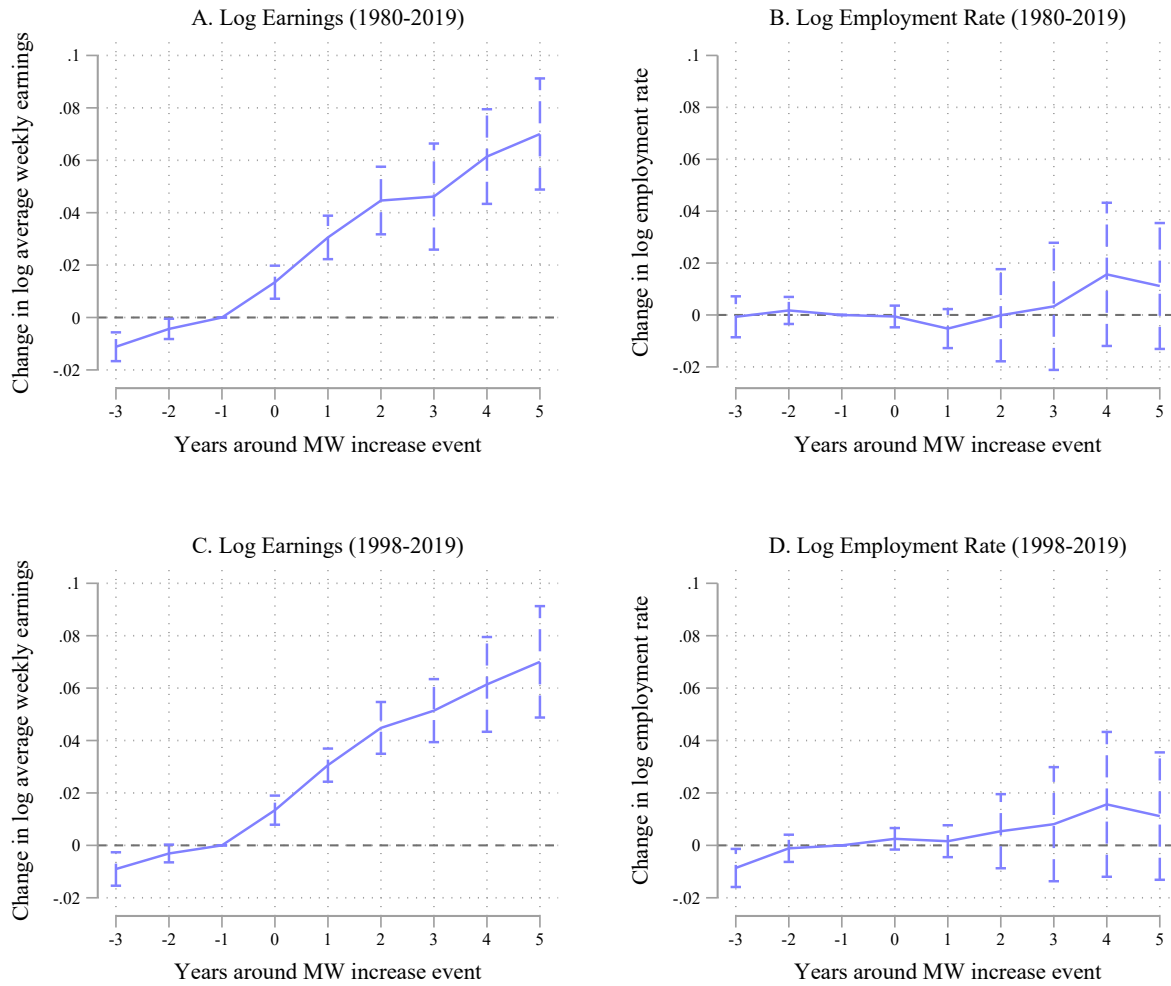 A. Log Earnings (1980-2019)
Change in log average weekly earnings
.1
.08
.06
.04
.02
0
-.02
-3 -2 -1 0 1 2 3 4 5
Years around MW increase event
B. Log Employment Rate (1980-2019)
Change in log employment rate
.1
.08
.06
.04
.02
0
-.02
-3 -2 -1 0 1 2 3 4 5
Years around MW increase event
C. Log Earnings (1998-2019)
Change in log average weekly earnings
.1
.08
.06
.04
.02
0
-.02
-3 -2 -1 0 1 2 3 4 5
Years around MW increase event
D. Log Employment Rate (1998-2019)
Change in log employment rate
.1
.08
.06
.04
.02
0
-.02
-3 -2 -1 0 1 2 3 4 5
Years around MW increase event